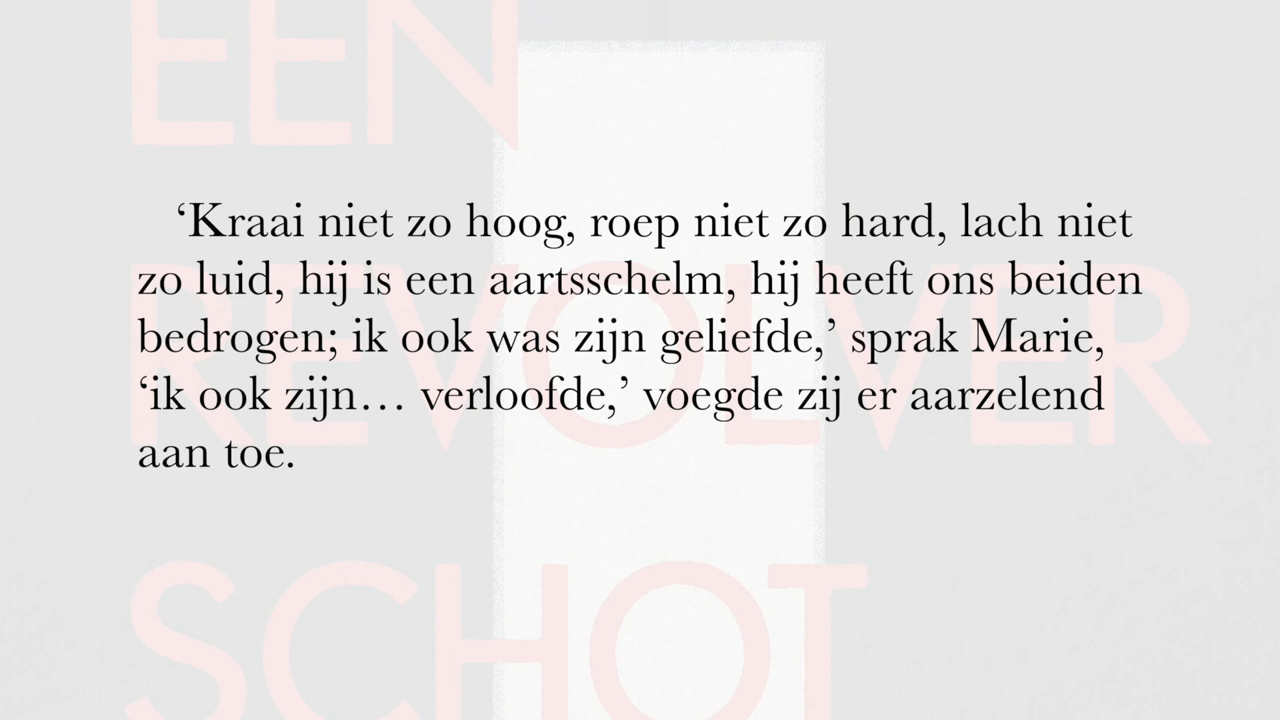 EEN
‘Kraai niet zo hoog, roep niet zo hard, lach niet
zo luid, hij is een aartsschelm, hij heeft ons beiden
bedrogen; ik ook was zijn geliefde,’ sprak Marie,
‘ik ook zijn… verloofde,’ voegde zij er aarzelend
aan toe.
REVOLVER
SCHOT